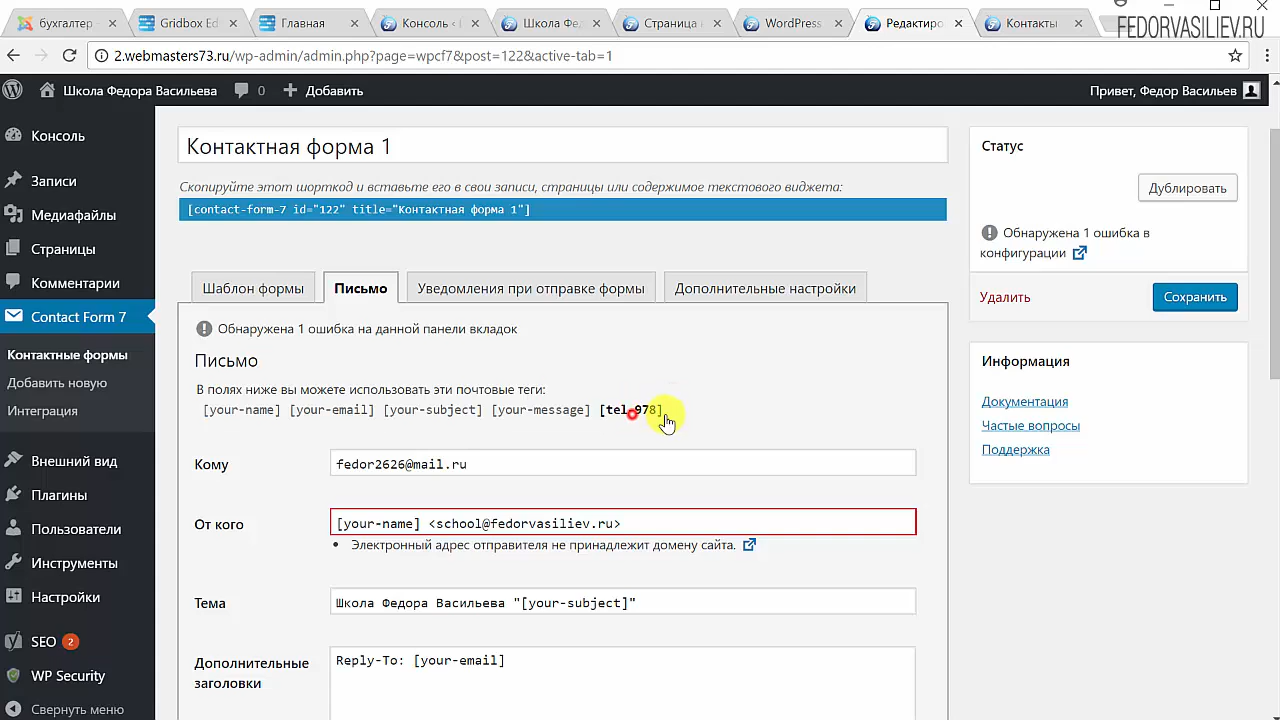 бухгалтер
Gridbox Ed
Главная
Консоль ‹
Школа Ф
Страница
WordPress
Редактиро
Контакты
FEDORVASILIEV.RU
2.webmasters73.ru/wp-admin/admin.php?page=wpcf7&post=122&active-tab=1
Школа Федора Васильева
0
Добавить
Привет, Федор Васильев
Консоль
Записи
Медиафайлы
Страницы
Комментарии
Contact Form 7
Контактные формы
Добавить новую
Интеграция
Внешний вид
Плагины
Пользователи
Инструменты
Настройки
SEO 2
WP Security
Свернуть меню
Контактная форма 1
Скопируйте этот шорткод и вставьте его в свои записи, страницы или содержимое текстового виджета:
[contact-form-7 id="122" title="Контактная форма 1"]
Шаблон формы
Письмо
Уведомления при отправке формы
Дополнительные настройки
Обнаружена 1 ошибка на данной панели вкладок
Письмо
В полях ниже вы можете использовать эти почтовые теги:
[your-name] [your-email] [your-subject] [your-message] [tel-978]
Кому
fedor2626@mail.ru
От кого
[your-name] <school@fedorvasiliev.ru>
Электронный адрес отправителя не принадлежит домену сайта.
Тема
Школа Федора Васильева "[your-subject]"
Дополнительные
заголовки
Reply-To: [your-email]
Статус
Дублировать
Обнаружена 1 ошибка в
конфигурации
Удалить
Сохранить
Информация
Документация
Частые вопросы
Поддержка